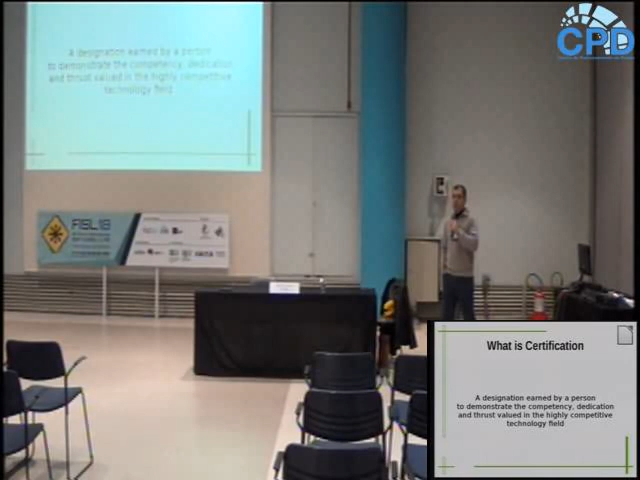 A designation earned by a person
to demonstrate the competency, dedication
and thrust valued in the highly competitive
technology field
CPD
FISL18
What is Certification
A designation earned by a person
to demonstrate the competency, dedication
and thrust valued in the highly competitive
technology field